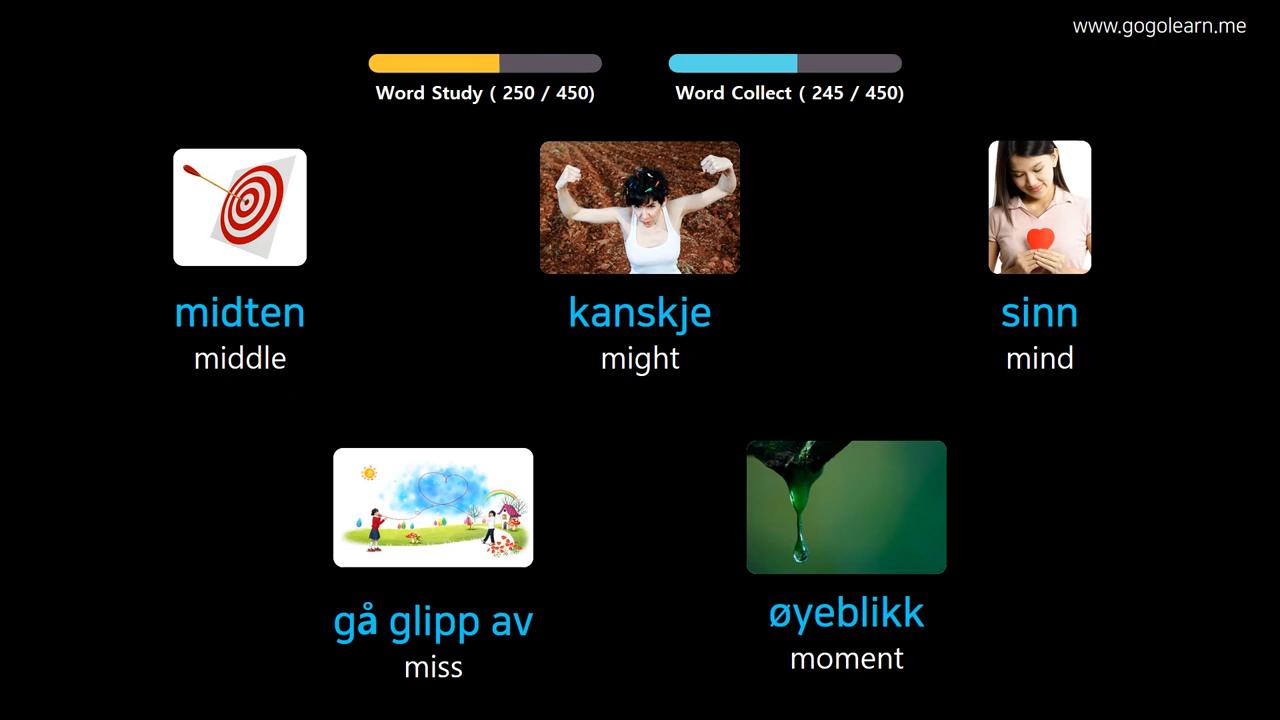 www.gogolearn.me
Word Study ( 250 / 450)
Word Collect ( 245 / 450)
midten
middle
kanskje
might
sinn
mind
gå glipp av
miss
øyeblikk
moment